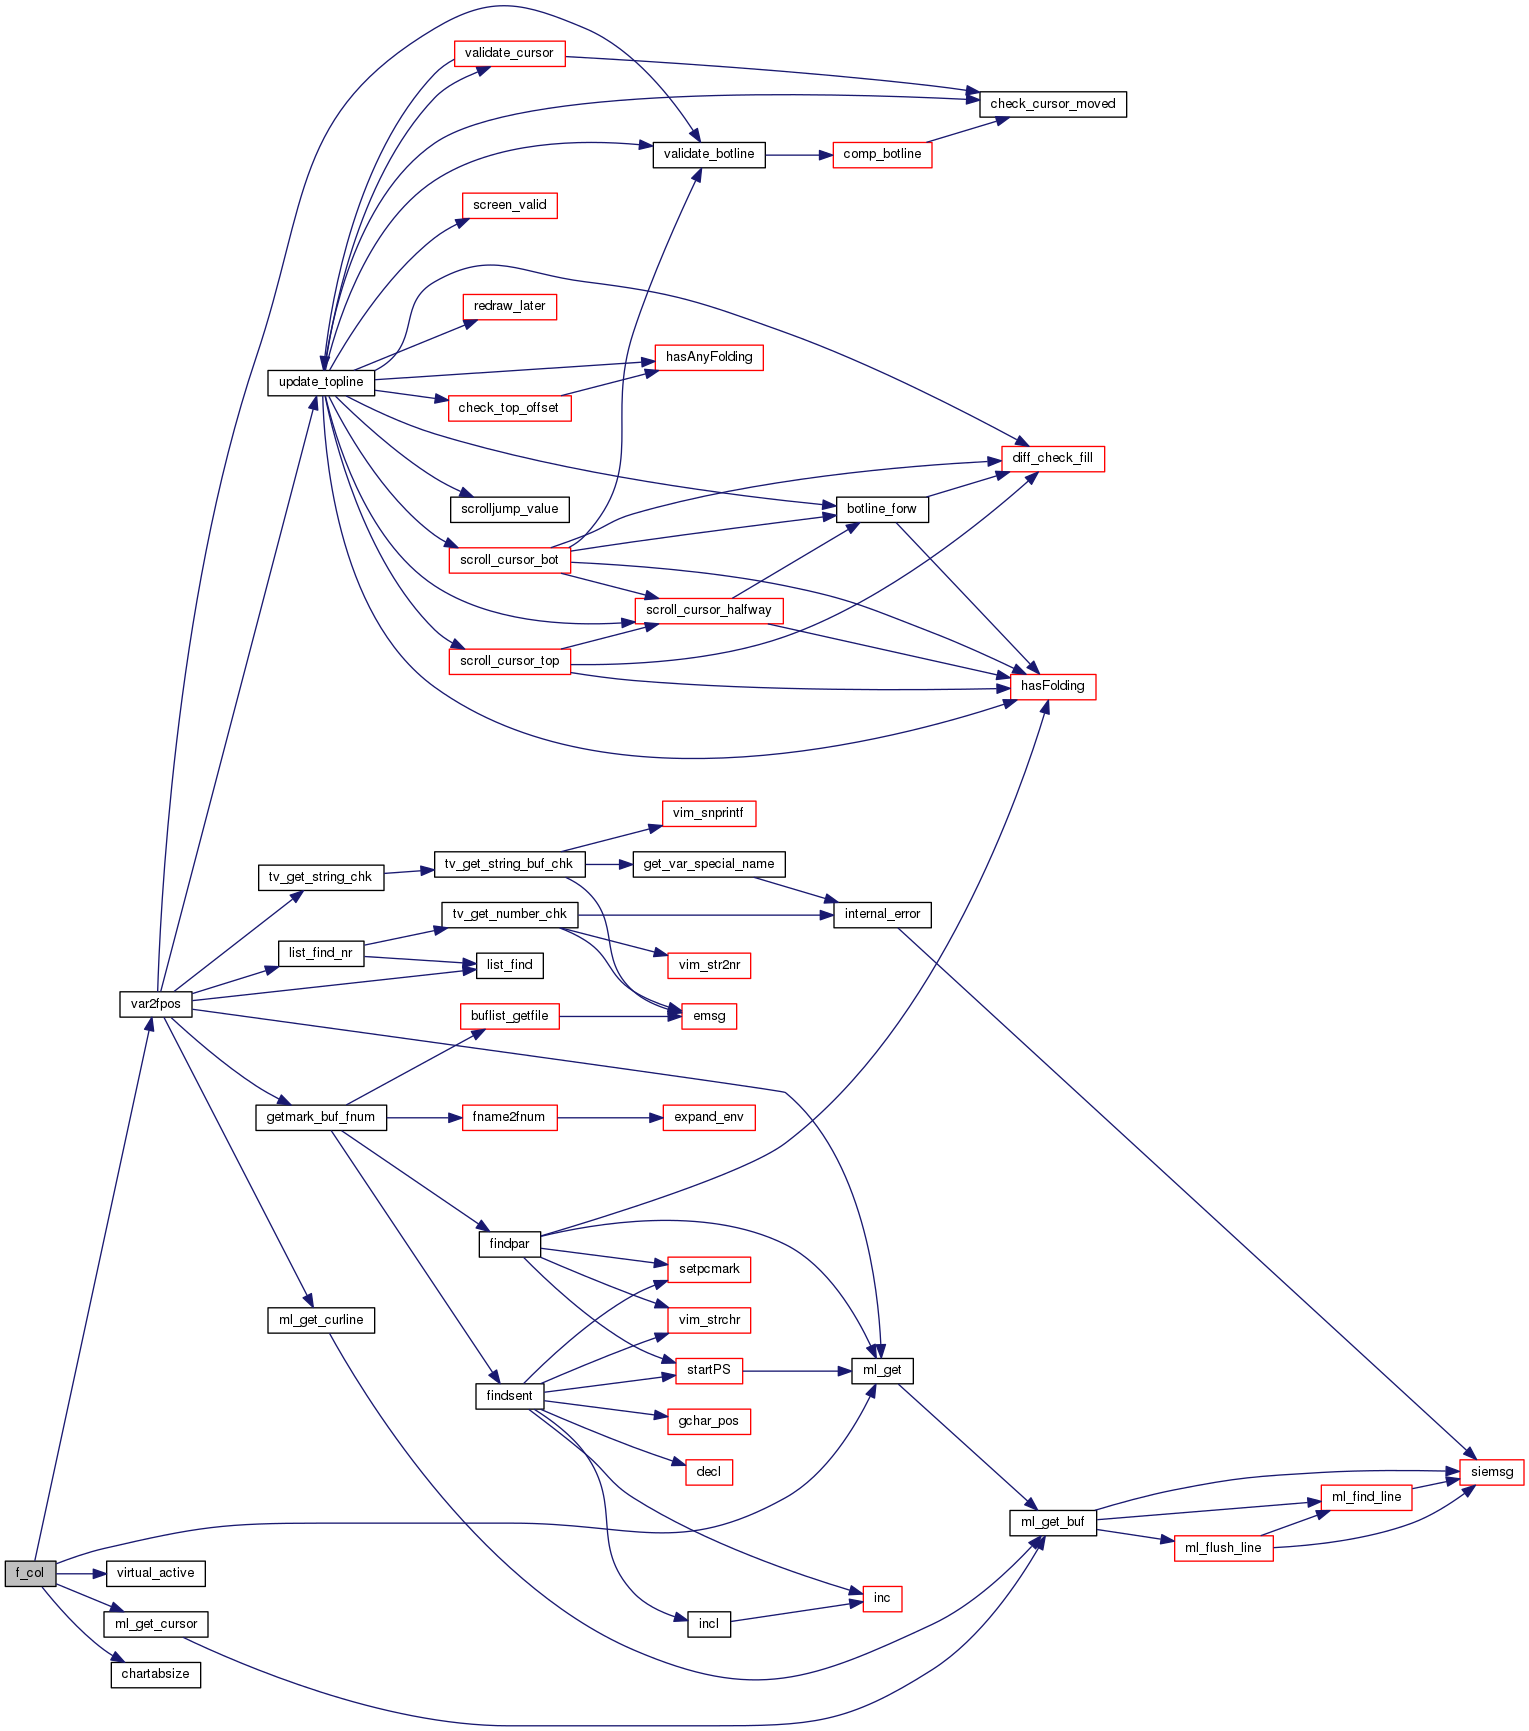 validate_cursor
check_cursor_moved
validate_botline
comp_botline
screen_valid
redraw_later
hasAnyFolding
update_topline
check_top_offset
diff_check_fill
scrolljump_value
botline_forw
scroll_cursor_bot
scroll_cursor_halfway
scroll_cursor_top
hasFolding
vim_snprintf
tv_get_string_buf_chk
get_var_special_name
tv_get_string_chk
tv_get_number_chk
internal_error
list_find_nr
list_find
vim_str2nr
var2fpos
buflist_getfile
emsg
getmark_buf_fnum
fname2fnum
expand_env
findpar
setpcmark
ml_get_curline
vim_strchr
startPS
ml_get
findsent
gchar_pos
decl
siemsg
ml_find_line
ml_get_buf
ml_flush_line
f_col
virtual_active
inc
ml_get_cursor
incl
chartabsize